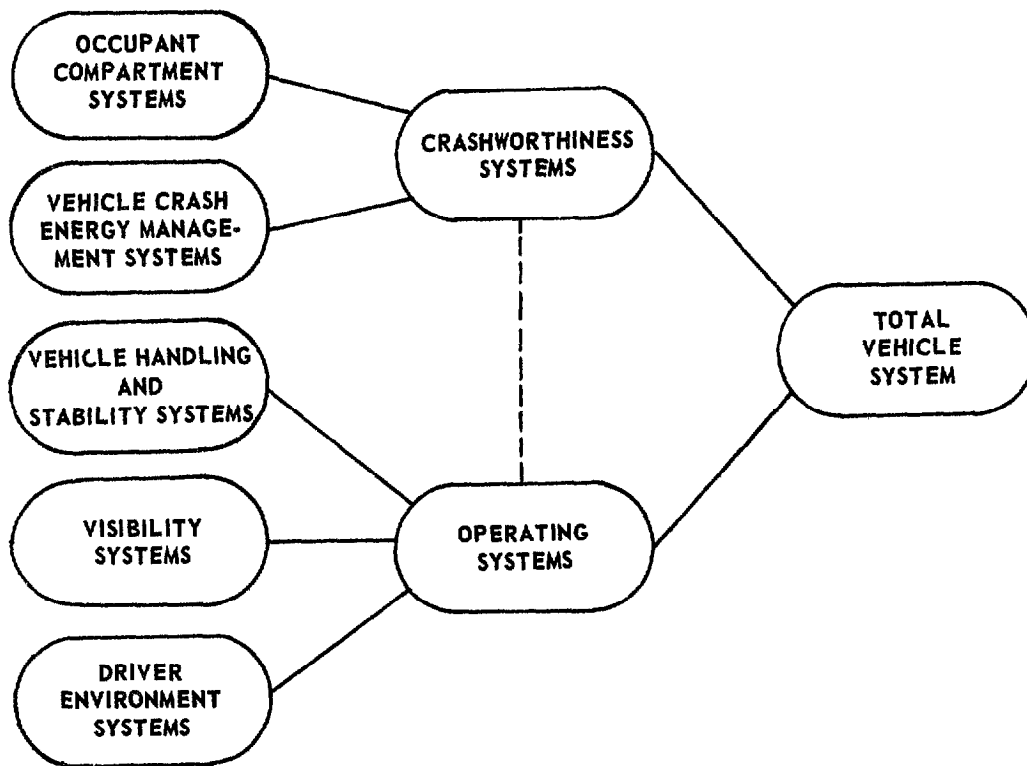 OCCUPANT
COMPARTMENT
SYSTEMS
VEHICLE CRASH
ENERGY MANAGE-
MENT SYSTEMS
VEHICLE HANDLING
AND
STABILITY SYSTEMS
VISIBILITY
SYSTEMS
DRIVER
ENVIRONMENT
SYSTEMS
CRASHWORTHINESS
SYSTEMS
OPERATING
SYSTEMS
TOTAL
VEHICLE
SYSTEM